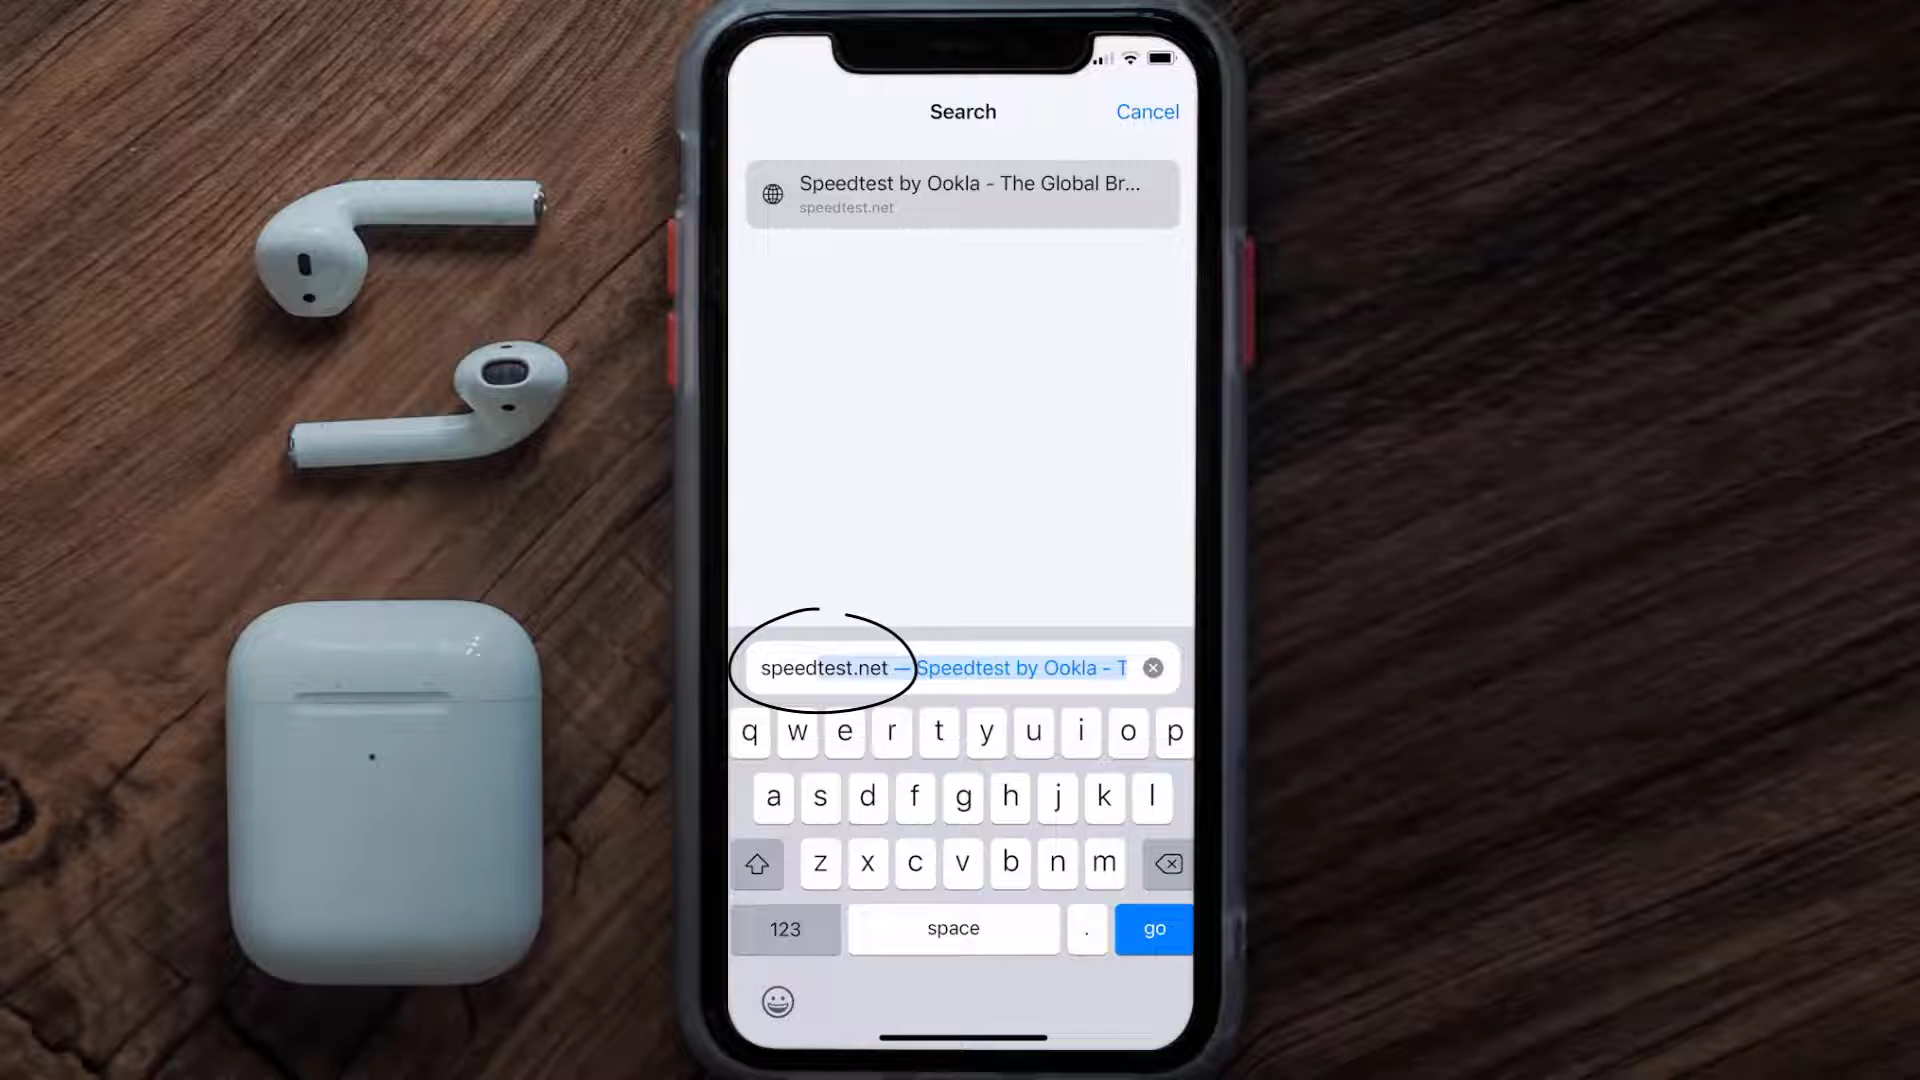 Search
Cancel
Speedtest by Ookla - The Global Br...
speedtest.net
speedtest.net — Speedtest by Ookla - T
q w e r t y u i o p
a s d f g h j k l
z x c v b n m
123 space . go